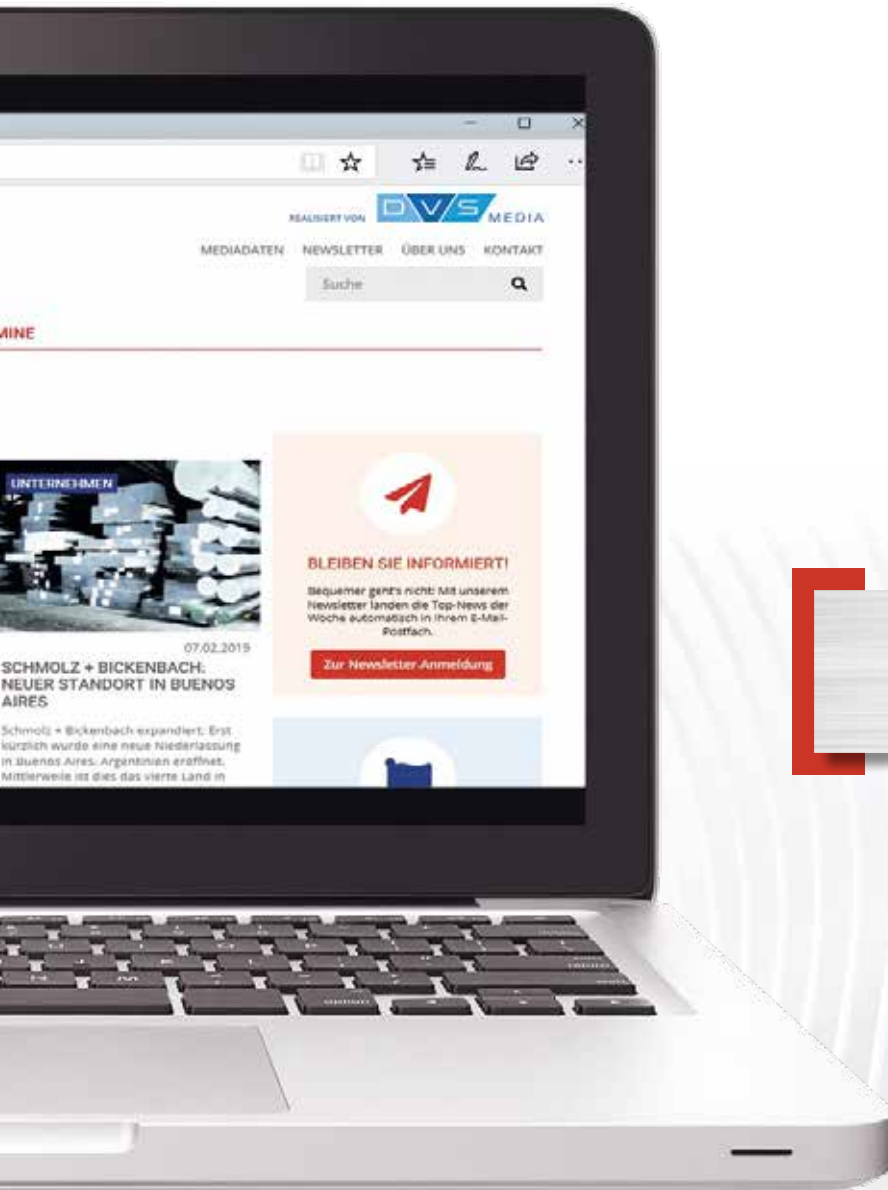 REALISIERT VON DVS MEDIA
MEDIADATEN NEWSLETTER ÜBER UNS KONTAKT
Suche
MINE
UNTERNEHMEN
07.02.2019
SCHMOLZ + BICKENBACH:
NEUER STANDORT IN BUENOS
AIRES
Schmolz + Bickenbach expandiert. Erst
kürzlich wurde eine neue Niederlassung
in Buenos Aires, Argentinien eröffnet.
Mittlerweile ist dies das vierte Land in
BLEIBEN SIE INFORMIERT!
Bequemer geht's nicht: Mit unserem
Newsletter landen die Top-News der
Woche automatisch in Ihrem E-Mail-
Postfach.
Zur Newsletter-Anmeldung
option